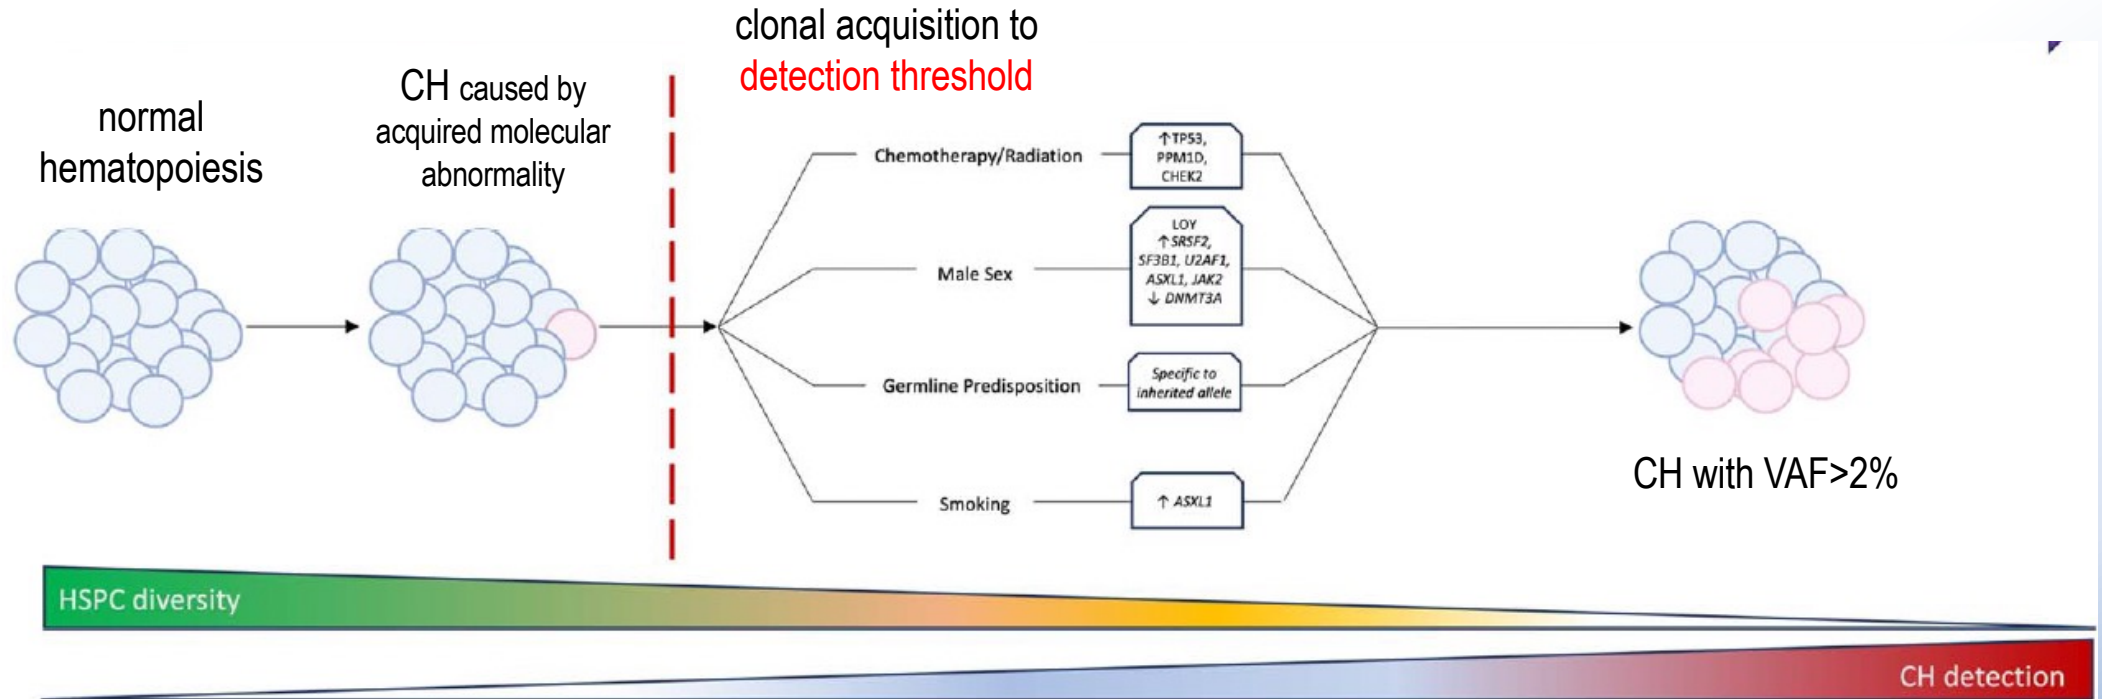 clonal acquisition to
detection threshold
normal
hematopoiesis
CH caused by
acquired molecular
abnormality
Chemotherapy/Radiation
↑TP53,
PPM1D,
CHEK2
Male Sex
LOY
↑SRSF2,
SF3B1, U2AF1,
ASXL1, JAK2
↓ DNMT3A
Germline Predisposition
Specific to
inherited allele
Smoking
↑ ASXL1
CH with VAF>2%
HSPC diversity
CH detection